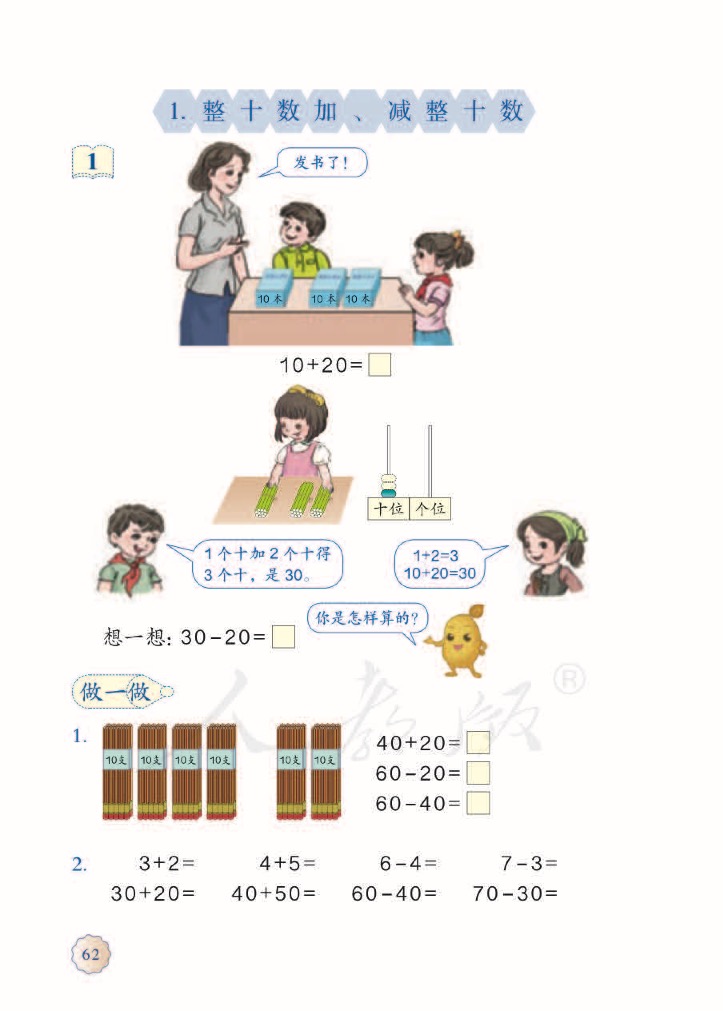 1. 整十数加、减整十数
1
发书了！
10本 10本 10本
10+20=
十位 个位
1个十加2个十得
3个十，是30。
1+2=3
10+20=30
想一想：30-20=
你是怎样算的？
做一做
1.
10支 10支 10支 10支 10支 10支
40+20=
60-20=
60-40=
人教版®
2. 3+2= 4+5= 6-4= 7-3=
30+20= 40+50= 60-40= 70-30=
62